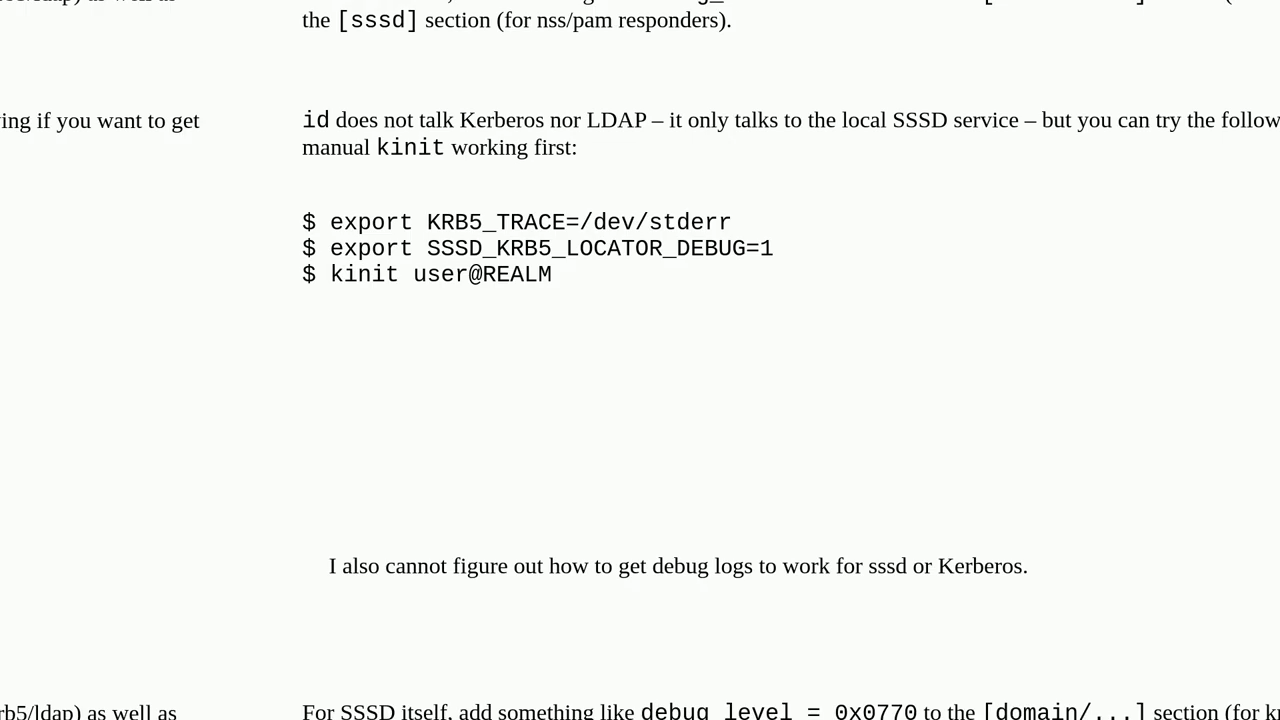 the [sssd] section (for nss/pam responders).
ving if you want to get
id does not talk Kerberos nor LDAP – it only talks to the local SSSD service – but you can try the follow
manual kinit working first:
$ export KRB5_TRACE=/dev/stderr
$ export SSSD_KRB5_LOCATOR_DEBUG=1
$ kinit user@REALM
I also cannot figure out how to get debug logs to work for sssd or Kerberos.
rb5/ldap) as well as
For SSSD itself, add something like debug_level = 0x0770 to the [domain/...] section (for k